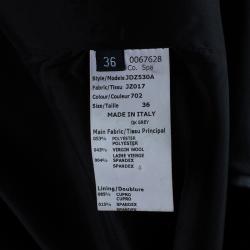 36 0067628
Co. Spa
Style/Modele JDZ530A
Fabric/Tissu JZ017
Colour/Couleur 702
Size/Taille 36
MADE IN ITALY
DK GREY
Main Fabric/Tissu Principal
053% POLYESTER
POLYESTER
043% VIRGIN WOOL
LAINE VIERGE
004% SPANDEX
SPANDEX
Lining/Doublure
085% CUPRO
CUPRO
015% SPANDEX
SPANDEX